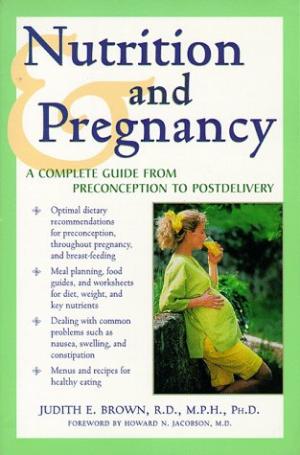 Nutrition
& and
Pregnancy
A COMPLETE GUIDE FROM
PRECONCEPTION TO POSTDELIVERY
Optimal dietary
recommendations
for preconception,
throughout pregnancy,
and breast-feeding
Meal planning, food
guides, and worksheets
for diet, weight, and
key nutrients
Dealing with common
problems such as
nausea, swelling, and
constipation
Menus and recipes for
healthy eating
JUDITH E. BROWN, R.D., M.P.H., PH.D.
FOREWORD BY HOWARD N. JACOBSON, M.D.